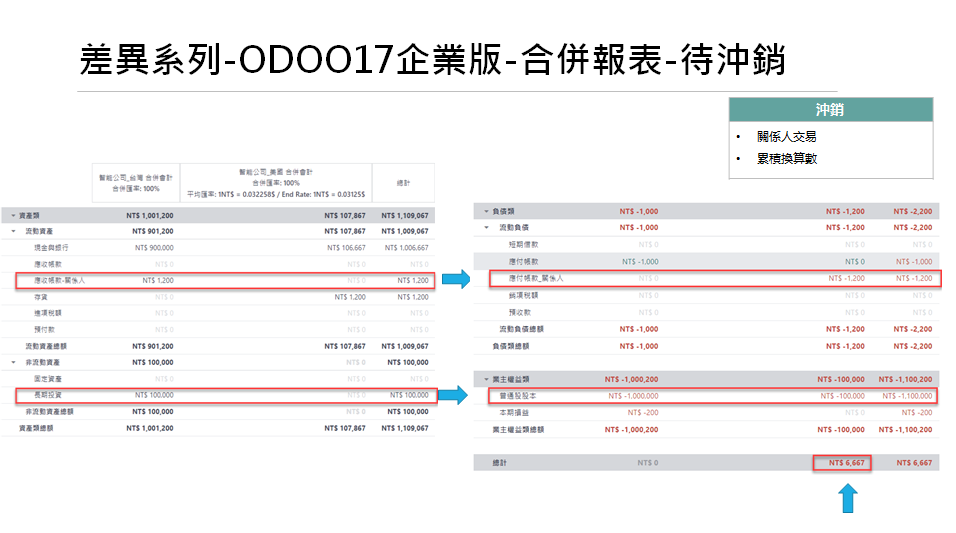 差異系列-ODOO17企業版-合併報表-待沖銷
沖銷
• 關係人交易
• 累積換算數
智能公司_台灣 合併會計
合併匯率: 100%
智能公司_美國 合併會計
合併匯率: 100%
平均匯率: 1NT$ = 0.032258$ / End Rate: 1NT$ = 0.03125$
總計
資產類 NT$ 1,001,200 NT$ 107,867 NT$ 1,109,067
流動資產 NT$ 901,200 NT$ 107,867 NT$ 1,009,067
現金與銀行 NT$ 900,000 NT$ 106,667 NT$ 1,006,667
應收帳款 NT$ 0 NT$ 0 NT$ 0
應收帳款-關係人 NT$ 1,200 NT$ 0 NT$ 1,200
存貨 NT$ 0 NT$ 1,200 NT$ 1,200
進項稅額 NT$ 0 NT$ 0 NT$ 0
預付款 NT$ 0 NT$ 0 NT$ 0
流動資產總額 NT$ 901,200 NT$ 107,867 NT$ 1,009,067
非流動資產 NT$ 100,000 NT$ 0 NT$ 100,000
固定資產 NT$ 0 NT$ 0 NT$ 0
長期投資 NT$ 100,000 NT$ 0 NT$ 100,000
非流動資產總額 NT$ 100,000 NT$ 0 NT$ 100,000
資產類總額 NT$ 1,001,200 NT$ 107,867 NT$ 1,109,067
負債類 NT$ -1,000 NT$ -1,200 NT$ -2,200
流動負債 NT$ -1,000 NT$ -1,200 NT$ -2,200
短期借款 NT$ 0 NT$ 0 NT$ 0
應付帳款 NT$ -1,000 NT$ 0 NT$ -1,000
應付帳款_關係人 NT$ 0 NT$ -1,200 NT$ -1,200
銷項稅額 NT$ 0 NT$ 0 NT$ 0
預收款 NT$ 0 NT$ 0 NT$ 0
流動負債總額 NT$ -1,000 NT$ -1,200 NT$ -2,200
負債類總額 NT$ -1,000 NT$ -1,200 NT$ -2,200
業主權益類 NT$ -1,000,200 NT$ -100,000 NT$ -1,100,200
普通股股本 NT$ -1,000,000 NT$ -100,000 NT$ -1,100,000
本期損益 NT$ -200 NT$ 0 NT$ -200
業主權益類總額 NT$ -1,000,200 NT$ -100,000 NT$ -1,100,200
總計 NT$ 0 NT$ 6,667 NT$ 6,667